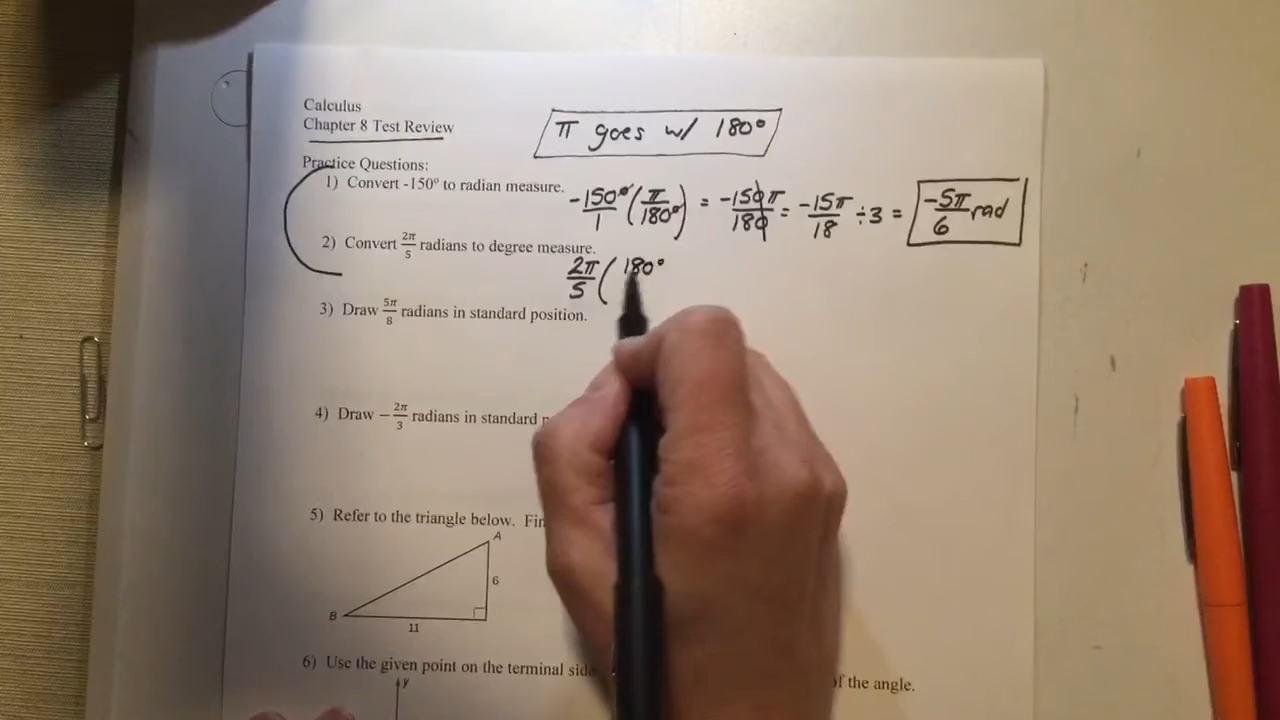 Calculus
Chapter 8 Test Review
π goes w/ 180°
Practice Questions:
1) Convert -150° to radian measure.
-150°/1 (π/180°) = -150π/180 = -15π/18 ÷3 = -5π/6 rad
2) Convert 2π/5 radians to degree measure.
2π/5 ( 180°
3) Draw 5π/8 radians in standard position.
4) Draw −2π/3 radians in standard
5) Refer to the triangle below.
A
6
B
11
6) Use the given point on the terminal of the angle.
y